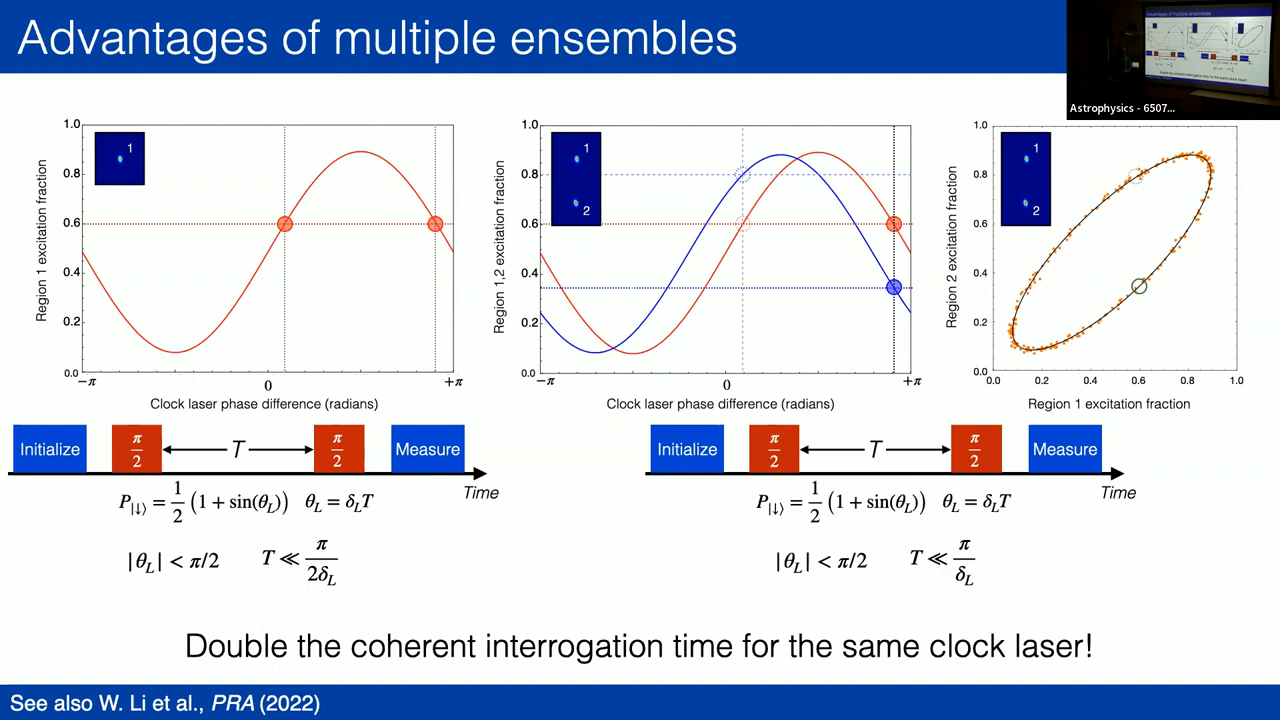 Advantages of multiple ensembles
Astrophysics - 6507...
1.0
0.8
0.6
0.4
0.2
0.0
Region 1 excitation fraction
1
−π
0
+π
Clock laser phase difference (radians)
1.0
0.8
0.6
0.4
0.2
0.0
Region 1,2 excitation fraction
1
2
−π
0
+π
Clock laser phase difference (radians)
1.0
0.8
0.6
0.4
0.2
0.0
Region 2 excitation fraction
1
2
0.0 0.2 0.4 0.6 0.8 1.0
Region 1 excitation fraction
Initialize π/2 T π/2 Measure
Time
P|↓⟩ = 1/2 (1 + sin(θL)) θL = δLT
|θL| < π/2 T ≪ π/2δL
Initialize π/2 T π/2 Measure
Time
P|↓⟩ = 1/2 (1 + sin(θL)) θL = δLT
|θL| < π/2 T ≪ π/δL
Double the coherent interrogation time for the same clock laser!
See also W. Li et al., PRA (2022)